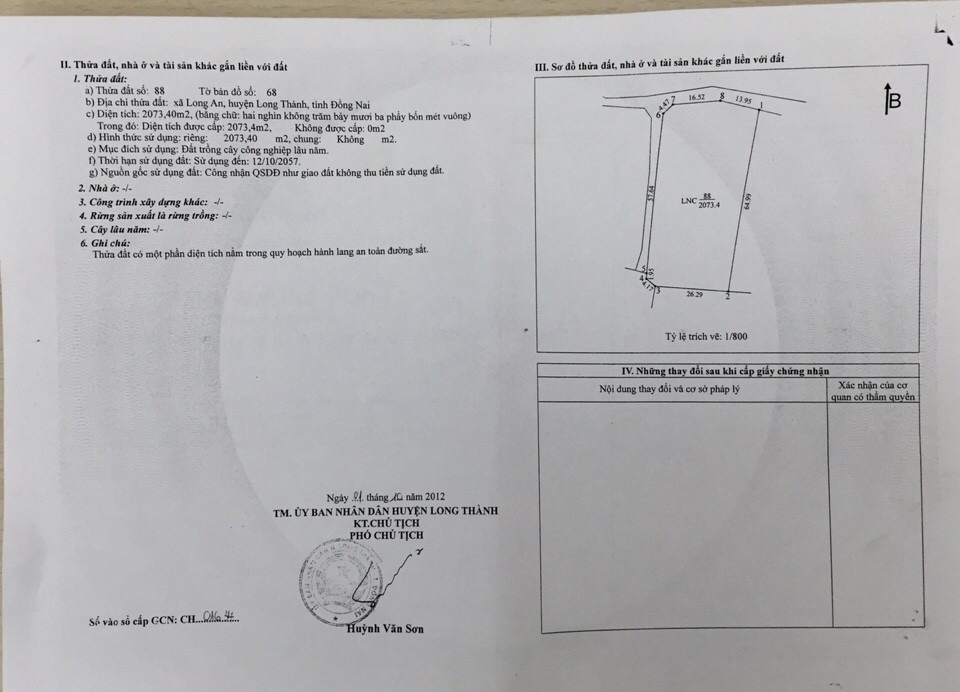 II. Thửa đất, nhà ở và tài sản khác gắn liền với đất
1. Thửa đất:
a) Thửa đất số: 88 Tờ bản đồ số: 68
b) Địa chỉ thửa đất: xã Long An, huyện Long Thành, tỉnh Đồng Nai
c) Diện tích: 2073,40m2, (bằng chữ: hai nghìn không trăm bảy mươi ba phẩy bốn mét vuông)
Trong đó: Diện tích được cấp: 2073,4m2, Không được cấp: 0m2
d) Hình thức sử dụng: riêng: 2073,40 m2, chung: Không m2.
e) Mục đích sử dụng: Đất trồng cây công nghiệp lâu năm.
f) Thời hạn sử dụng đất: Sử dụng đến: 12/10/2057.
g) Nguồn gốc sử dụng đất: Công nhận QSDĐ như giao đất không thu tiền sử dụng đất.
2. Nhà ở: -/-
3. Công trình xây dựng khác: -/-
4. Rừng sản xuất là rừng trồng: -/-
5. Cây lâu năm: -/-
6. Ghi chú:
Thửa đất có một phần diện tích nằm trong quy hoạch hành lang an toàn đường sắt.
Ngày tháng năm 2012
TM. ỦY BAN NHÂN DÂN HUYỆN LONG THÀNH
KT.CHỦ TỊCH
PHÓ CHỦ TỊCH
Huỳnh Văn Sơn
Số vào sổ cấp GCN: CH
III. Sơ đồ thửa đất, nhà ở và tài sản khác gắn liền với đất
B
7 16.52 8 13.95 1
6 4.47
57.64
LNC 88
2073.4
64.99
5
4 1.95
4.17 3 26.29 2
Tỷ lệ trích vẽ: 1/800
IV. Những thay đổi sau khi cấp giấy chứng nhận
Nội dung thay đổi và cơ sở pháp lý
Xác nhận của cơ
quan có thẩm quyền